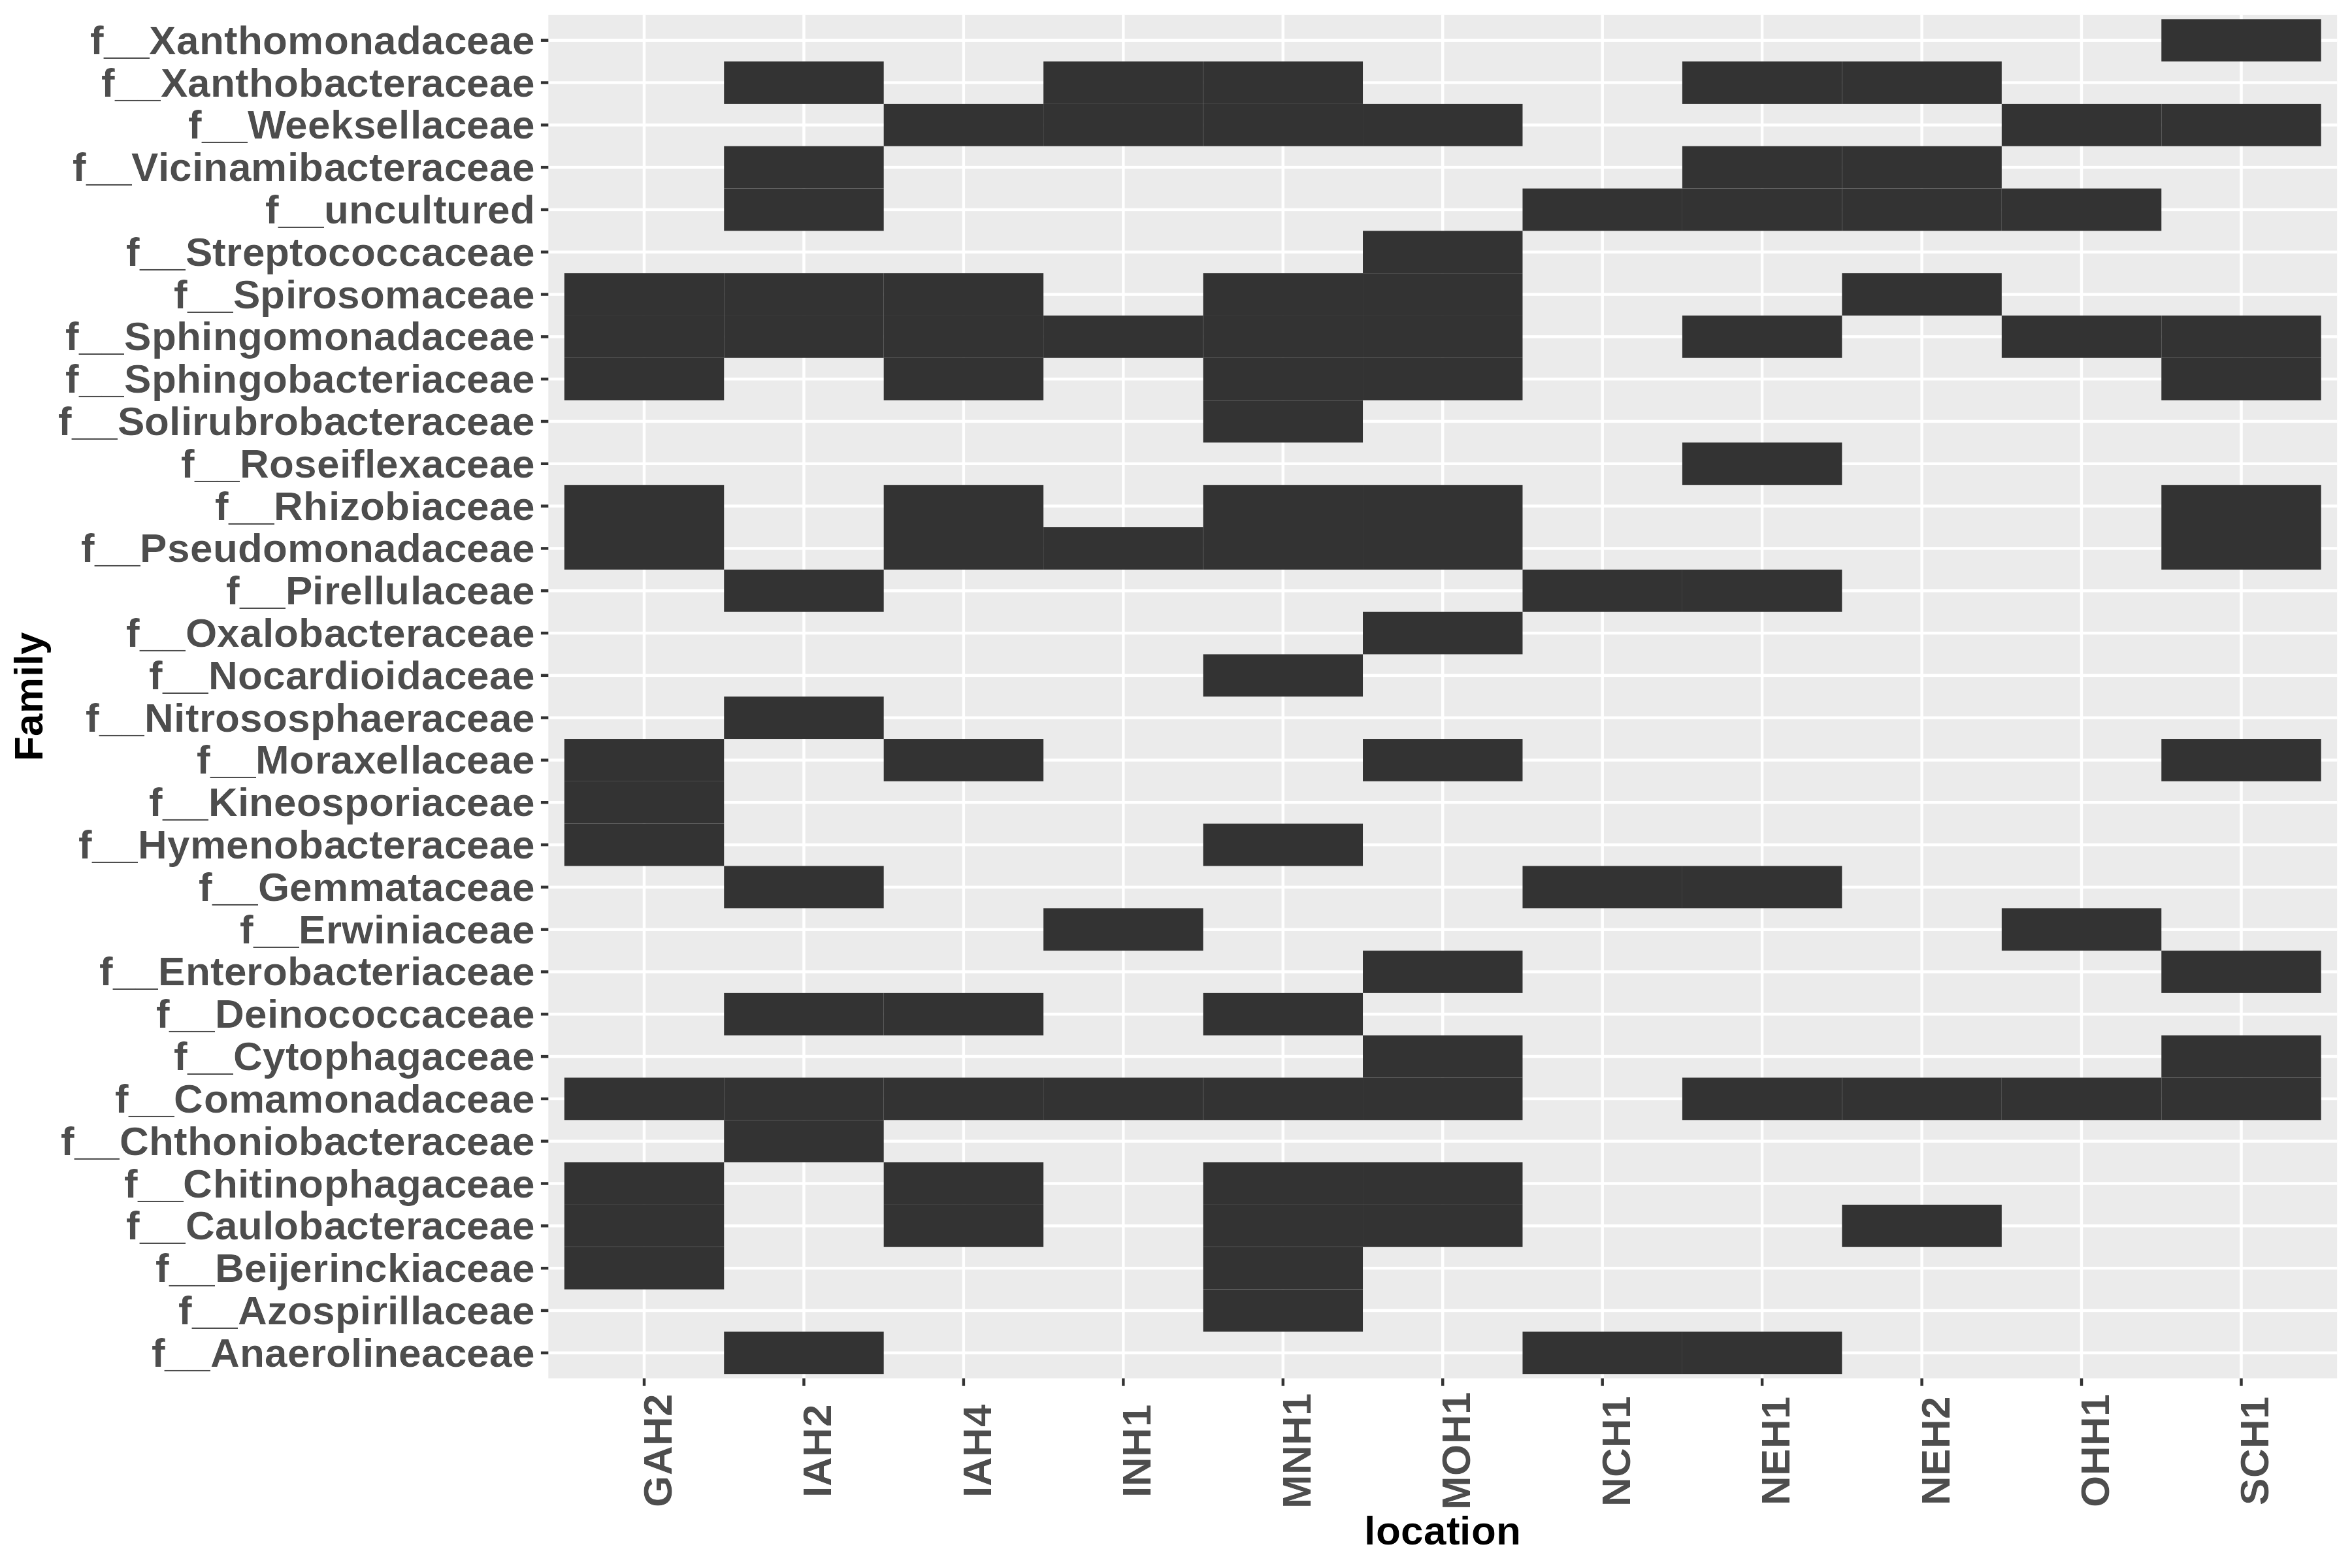 f__Xanthomonadaceae
f__Xanthobacteraceae
f__Weeksellaceae
f__Vicinamibacteraceae
f__uncultured
f__Streptococcaceae
f__Spirosomaceae
f__Sphingomonadaceae
f__Sphingobacteriaceae
f__Solirubrobacteraceae
f__Roseiflexaceae
f__Rhizobiaceae
f__Pseudomonadaceae
f__Pirellulaceae
f__Oxalobacteraceae
f__Nocardioidaceae
f__Nitrososphaeraceae
f__Moraxellaceae
f__Kineosporiaceae
f__Hymenobacteraceae
f__Gemmataceae
f__Erwiniaceae
f__Enterobacteriaceae
f__Deinococcaceae
f__Cytophagaceae
f__Comamonadaceae
f__Chthoniobacteraceae
f__Chitinophagaceae
f__Caulobacteraceae
f__Beijerinckiaceae
f__Azospirillaceae
f__Anaerolineaceae
Family
GAH2
IAH2
IAH4
INH1
MNH1
MOH1
NCH1
NEH1
NEH2
OHH1
SCH1
location